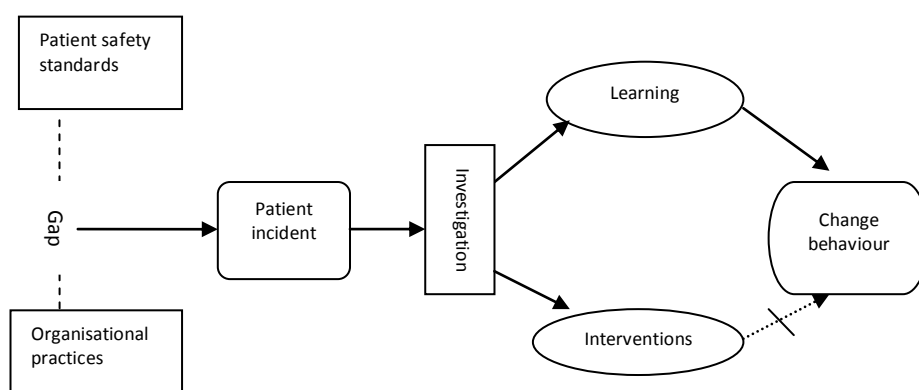 Patient safety
standards
Gap
Organisational
practices
Patient
incident
Investigation
Learning
Interventions
Change
behaviour